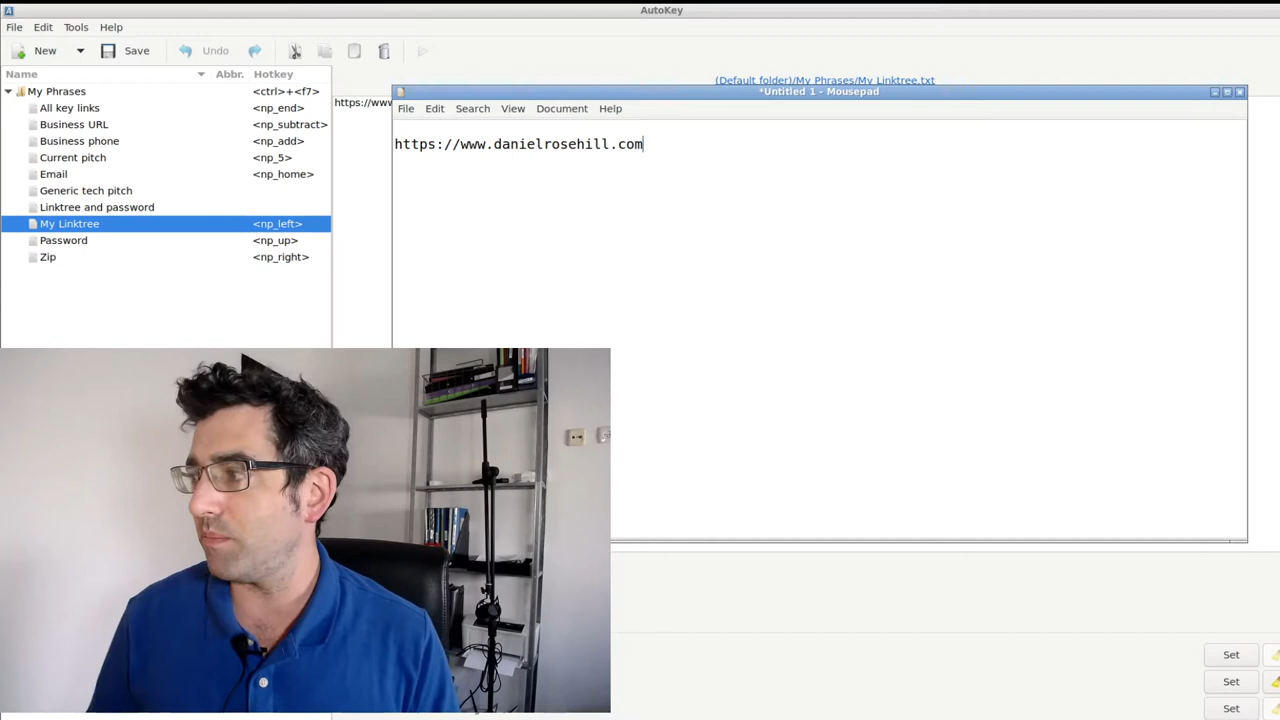 AutoKey
File Edit Tools Help
New Save Undo
Name Abbr. Hotkey
(Default folder)/My Phrases/My Linktree.txt
My Phrases <ctrl>+<f7>
*Untitled 1 - Mousepad
All key links <np_end>
https://www
File Edit Search View Document Help
Business URL <np_subtract>
Business phone <np_add>
https://www.danielrosehill.com
Current pitch <np_5>
Email <np_home>
Generic tech pitch
Linktree and password
My Linktree <np_left>
Password <np_up>
Zip <np_right>
Set
Set
Set